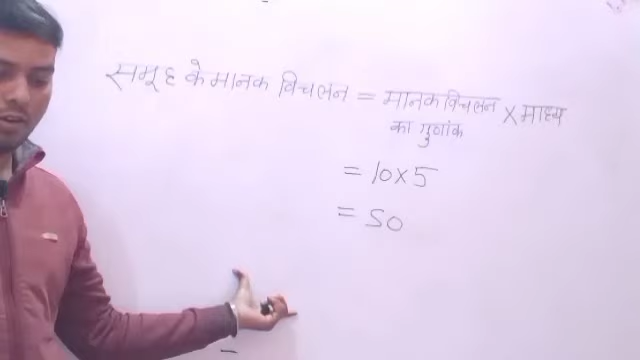 समूह के मानक विचलन = मानक विचलन × माध्य
का गुणांक
= 10×5
= 50